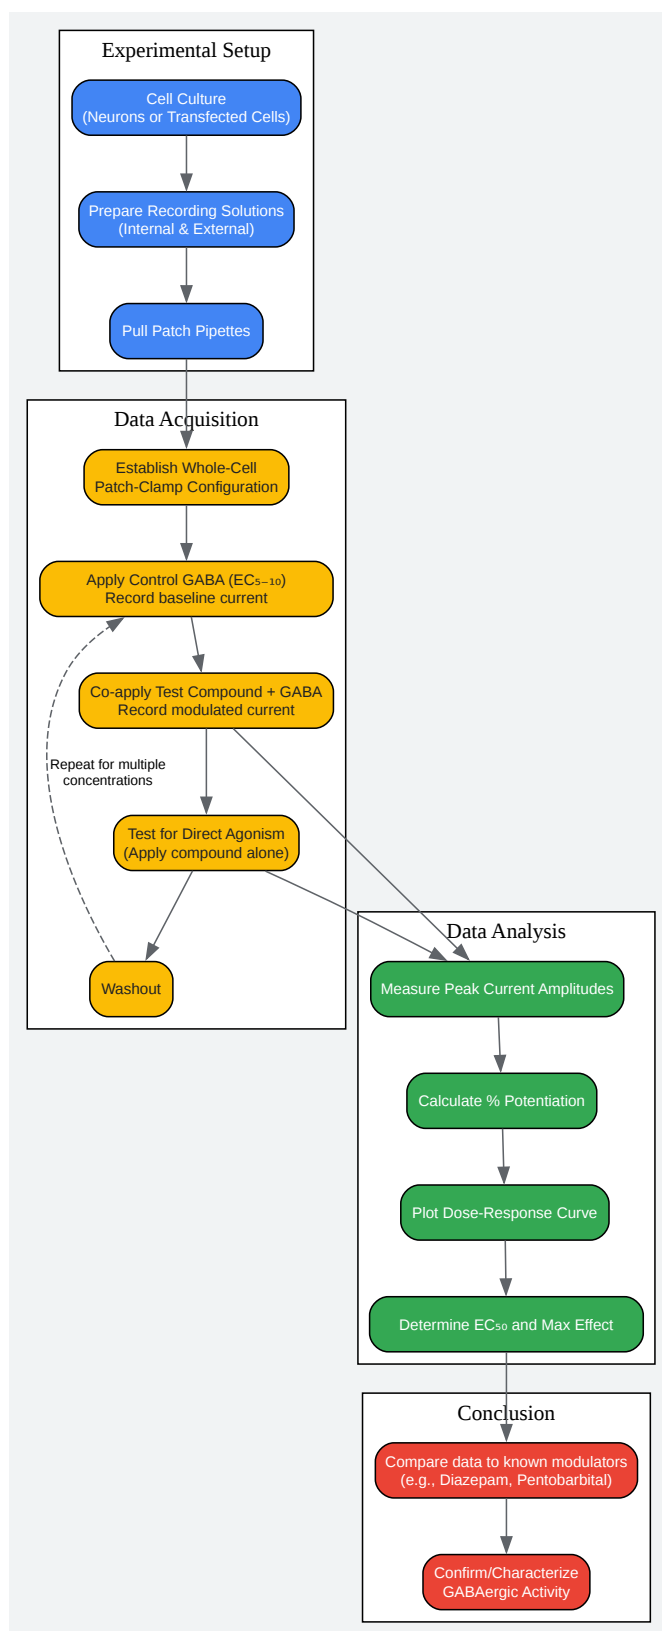 Experimental Setup
Cell Culture
(Neurons or Transfected Cells)
Prepare Recording Solutions
(Internal & External)
Pull Patch Pipettes
Data Acquisition
Establish Whole-Cell
Patch-Clamp Configuration
Apply Control GABA (EC₅₋₁₀)
Record baseline current
Co-apply Test Compound + GABA
Record modulated current
Repeat for multiple
concentrations
Test for Direct Agonism
(Apply compound alone)
Washout
Data Analysis
Measure Peak Current Amplitudes
Calculate % Potentiation
Plot Dose-Response Curve
Determine EC₅₀ and Max Effect
Conclusion
Compare data to known modulators
(e.g., Diazepam, Pentobarbital)
Confirm/Characterize
GABAergic Activity